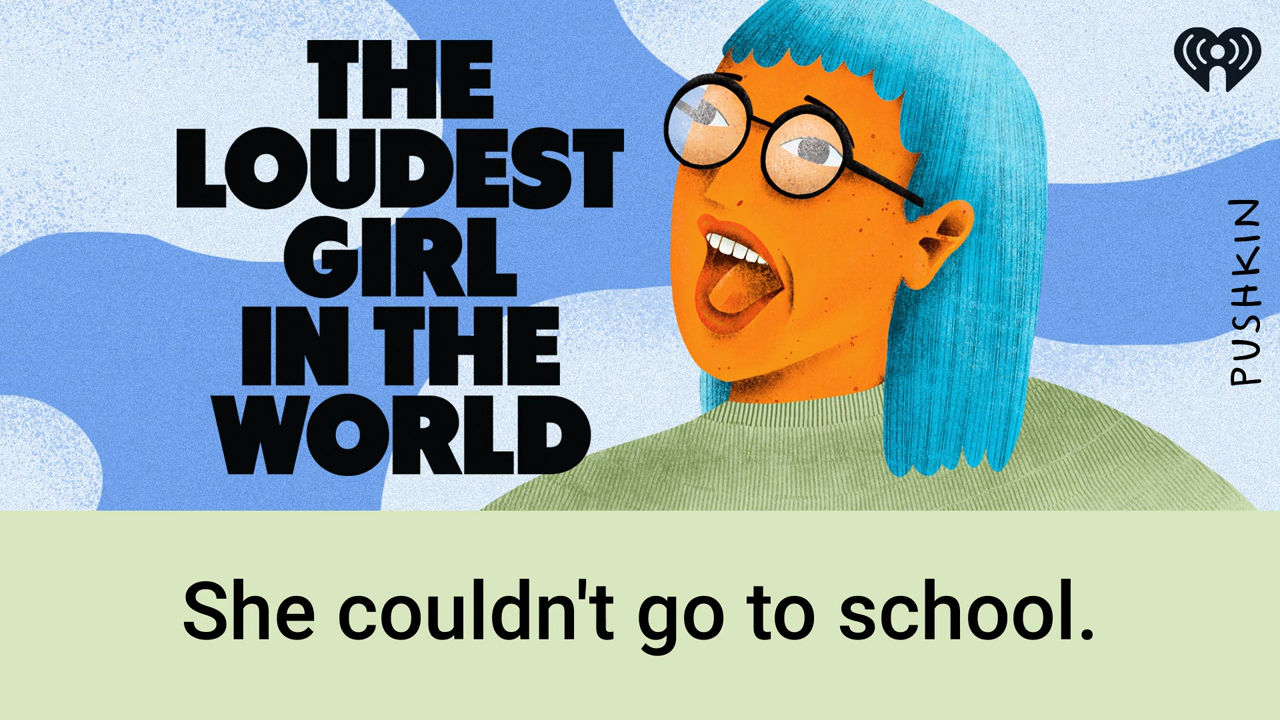 THE
LOUDEST
GIRL
IN THE
WORLD
PUSHKIN
She couldn't go to school.